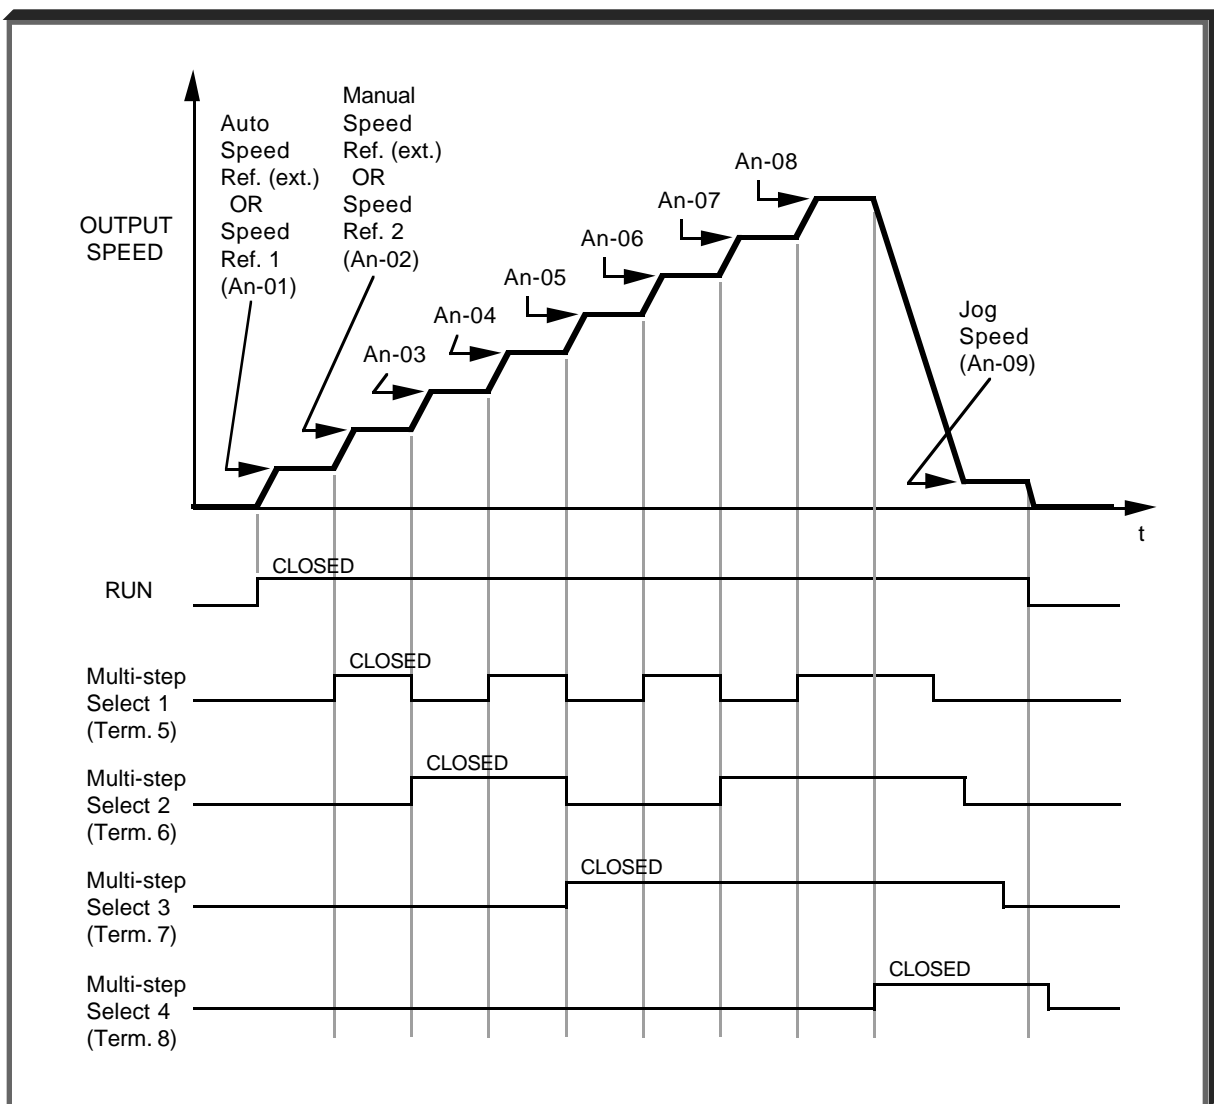 Auto
Speed
Ref. (ext.)
OR
Speed
Ref. 1
(An-01)
Manual
Speed
Ref. (ext.)
OR
Speed
Ref. 2
(An-02)
An-03
An-04
An-05
An-06
An-07
An-08
OUTPUT
SPEED
Jog
Speed
(An-09)
t
RUN
CLOSED
Multi-step
Select 1
(Term. 5)
CLOSED
Multi-step
Select 2
(Term. 6)
CLOSED
Multi-step
Select 3
(Term. 7)
CLOSED
Multi-step
Select 4
(Term. 8)
CLOSED